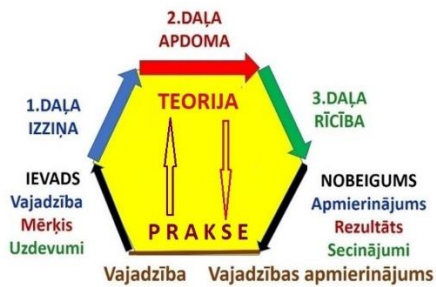 2.DAĻA
APDOMA
1.DAĻA
IZZIŅA
TEORIJA
3.DAĻA
RĪCĪBA
IEVADS
Vajadzība
Mērķis
Uzdevumi
NOBEIGUMS
Apmierinājums
Rezultāts
Secinājumi
PRAKSE
Vajadzība
Vajadzības apmierinājums